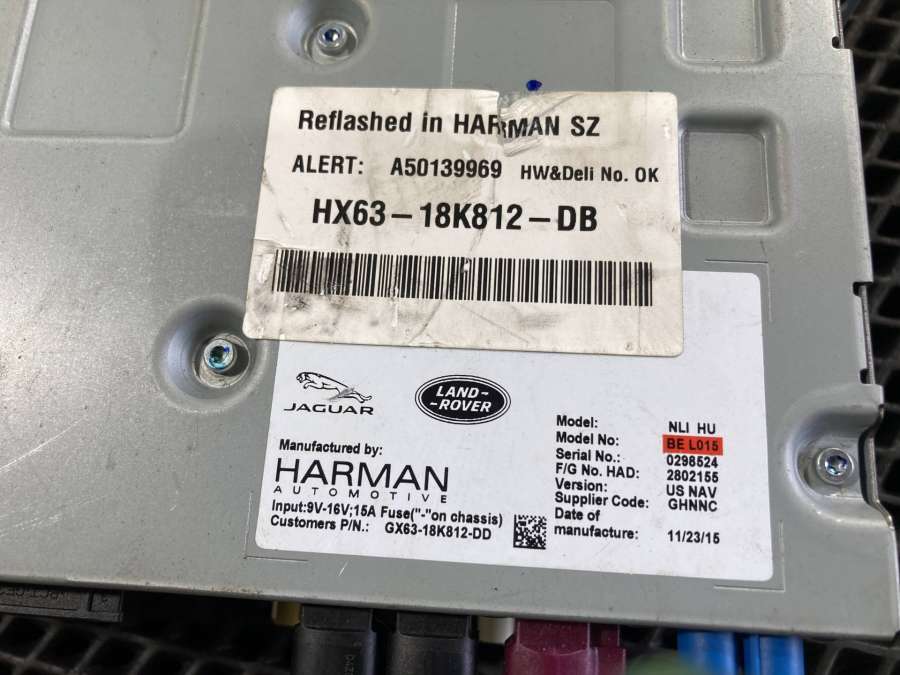 Reflashed in HARMAN SZ
ALERT: A50139969 HW&Deli No. OK
HX63-18K812-DB
JAGUAR
LAND-
-ROVER
Manufactured by:
HARMAN
AUTOMOTIVE
Input:9V-16V;15A Fuse("-"on chassis)
Customers P/N.: GX63-18K812-DD
Model: NLI HU
Model No: BE L015
Serial No.: 0298524
F/G No. HAD: 2802155
Version: US NAV
Supplier Code: GHNNC
Date of
manufacture: 11/23/15